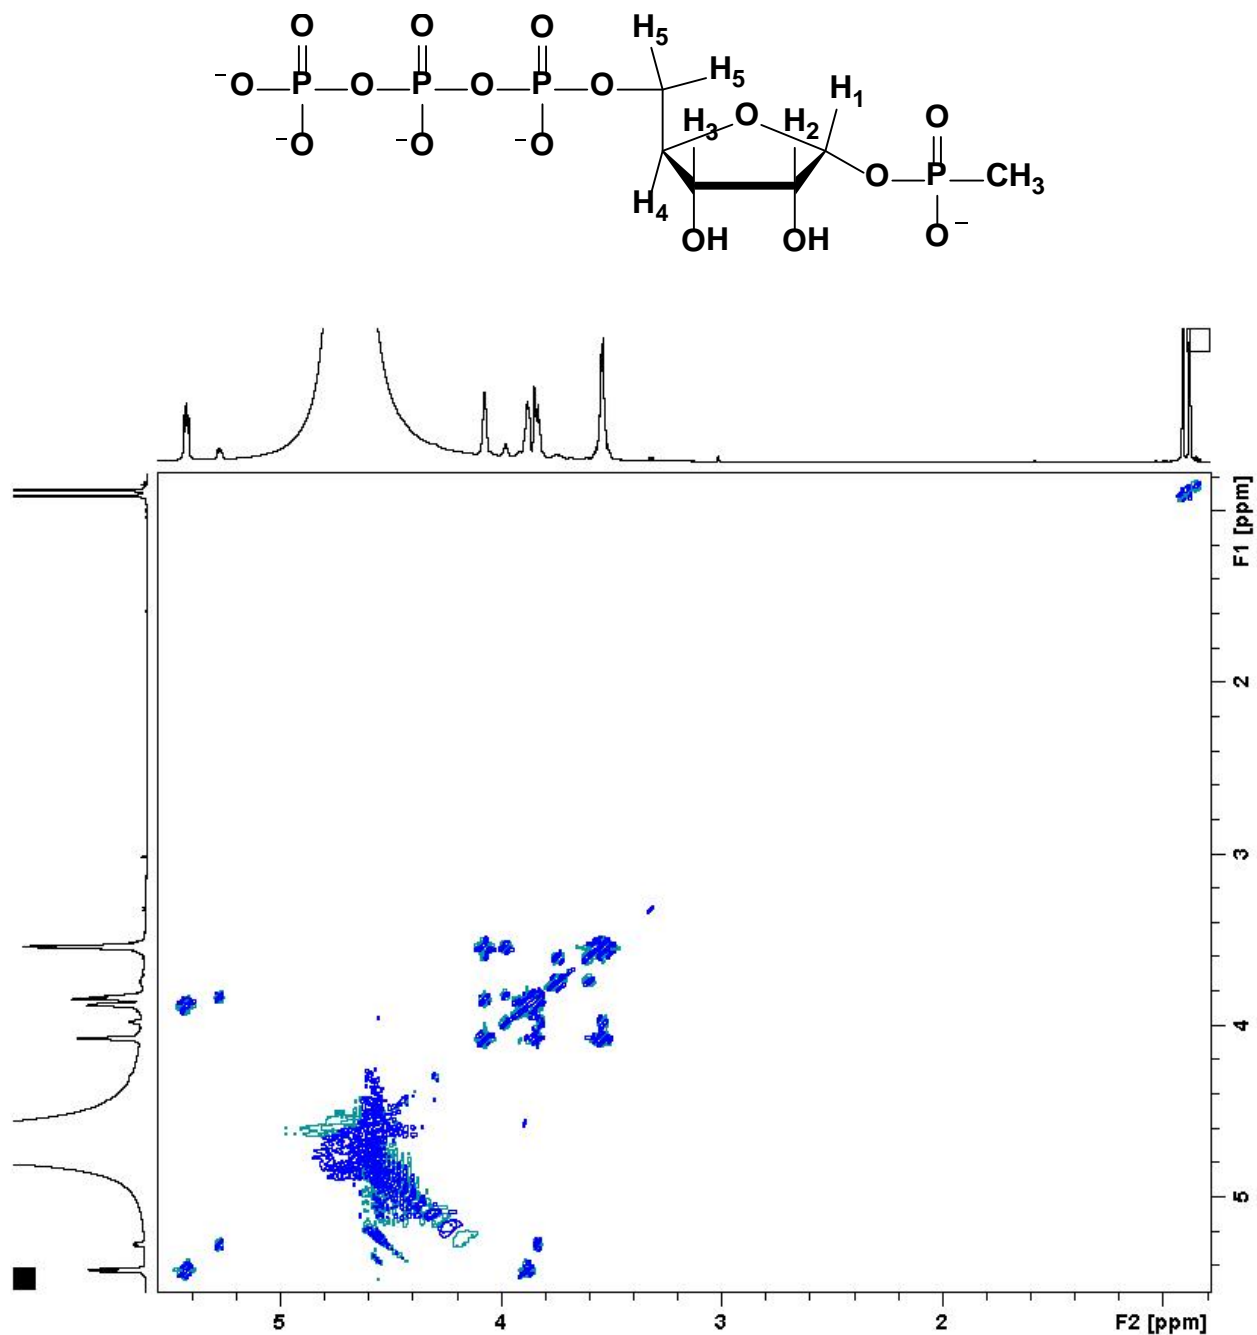 O O O H5
–O P O P O P O H5 H1
H3 O H2 O
–O –O –O O P CH3
H4
OH OH O–
F1 [ppm]
2
3
4
5
5 4 3 2 F2 [ppm]